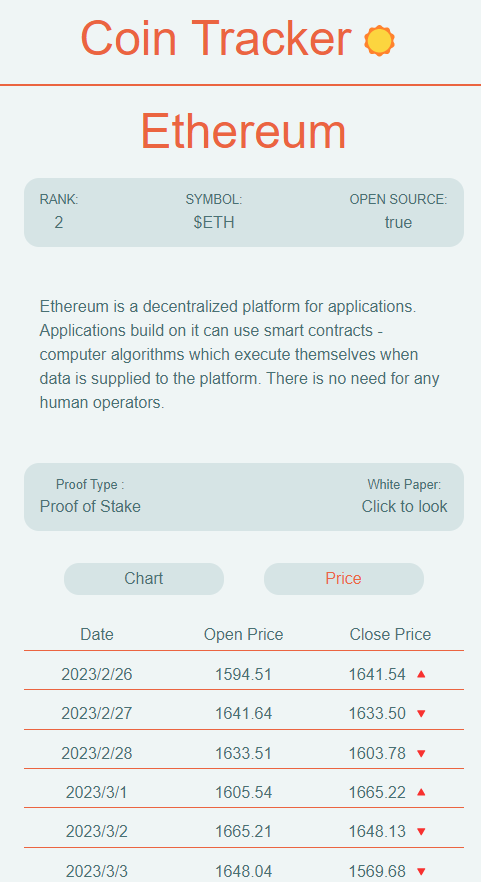 Coin Tracker
Ethereum
RANK: SYMBOL: OPEN SOURCE:
2 $ETH true
Ethereum is a decentralized platform for applications.
Applications build on it can use smart contracts -
computer algorithms which execute themselves when
data is supplied to the platform. There is no need for any
human operators.
Proof Type : White Paper:
Proof of Stake Click to look
Chart Price
Date Open Price Close Price
2023/2/26 1594.51 1641.54 ▲
2023/2/27 1641.64 1633.50 ▼
2023/2/28 1633.51 1603.78 ▼
2023/3/1 1605.54 1665.22 ▲
2023/3/2 1665.21 1648.13 ▼
2023/3/3 1648.04 1569.68 ▼